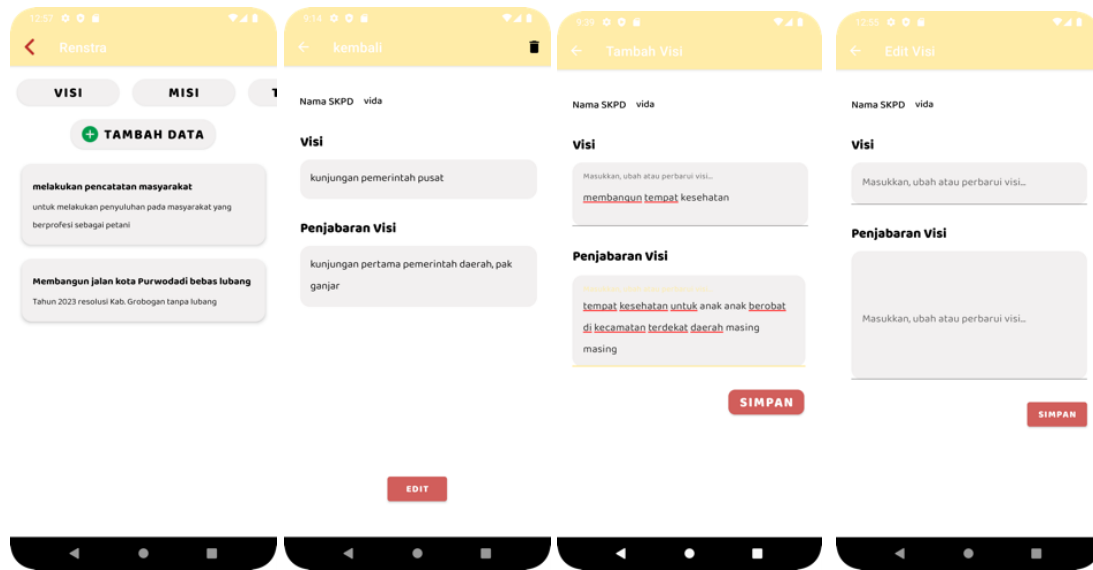 12:57
Renstra
VISI
MISI
T
TAMBAH DATA
melakukan pencatatan masyarakat
untuk melakukan penyuluhan pada masyarakat yang
berprofesi sebagai petani
Membangun jalan kota Purwodadi bebas lubang
Tahun 2023 resolusi Kab. Grobogan tanpa lubang
9:14
kembali
Nama SKPD vida
Visi
kunjungan pemerintah pusat
Penjabaran Visi
kunjungan pertama pemerintah daerah, pak
ganjar
EDIT
9:39
Tambah Visi
Nama SKPD vida
Visi
Masukkan, ubah atau perbarui visi...
membangun tempat kesehatan
Penjabaran Visi
tempat kesehatan untuk anak anak berobat
di kecamatan terdekat daerah masing
masing
SIMPAN
12:55
Edit Visi
Nama SKPD vida
Visi
Masukkan, ubah atau perbarui visi...
Penjabaran Visi
Masukkan, ubah atau perbarui visi...
SIMPAN